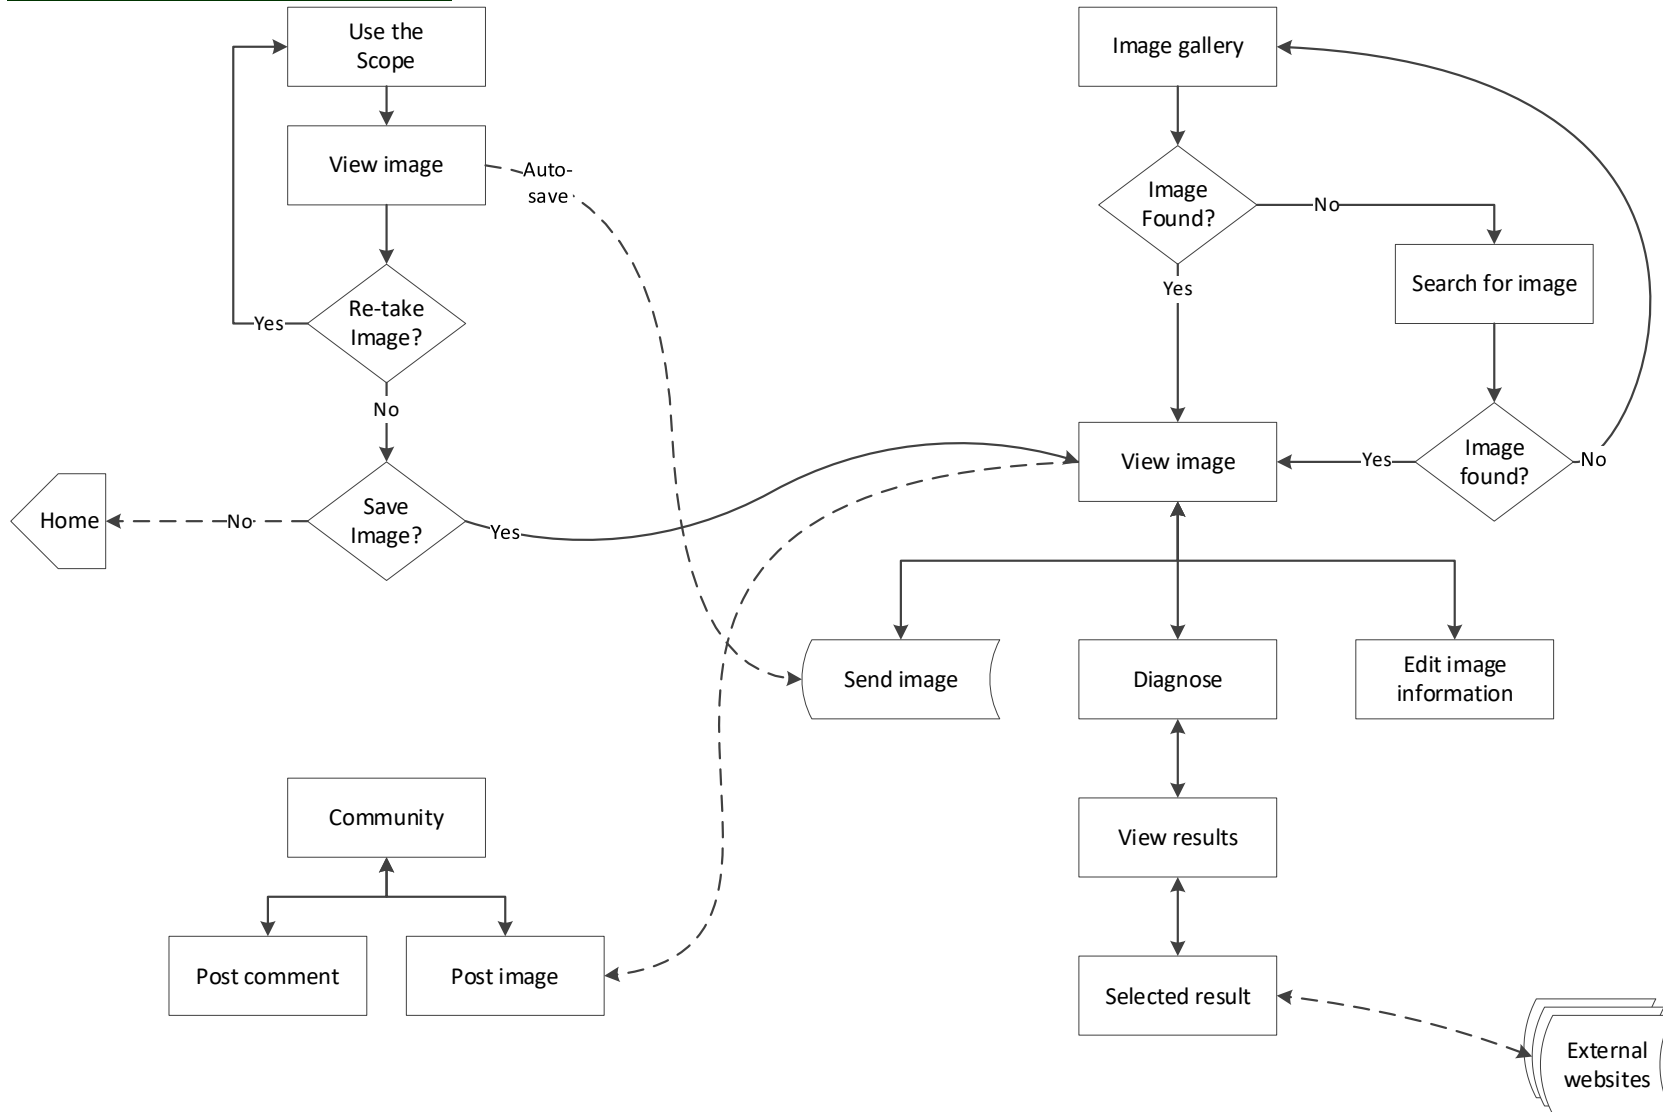 Use the
Scope
Image gallery
View image
Auto-
save
Image
Found?
No
Search for image
Yes
Re-take
Image?
Yes
No
View image
Yes
Image
found?
No
Save
Image?
Home
No
Yes
Send image
Diagnose
Edit image
information
Community
View results
Post comment
Post image
Selected result
External
websites